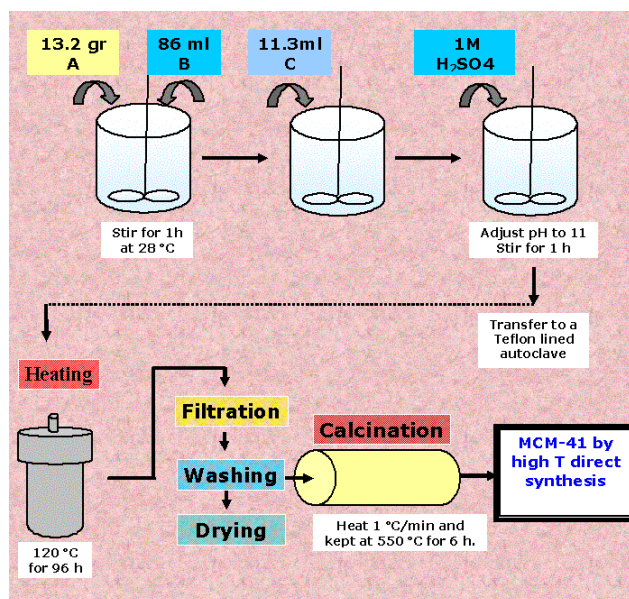 13.2 gr
A
86 ml
B
11.3ml
C
1M
H₂SO4
Stir for 1h
at 28 °C
Adjust pH to 11
Stir for 1 h
Transfer to a
Teflon lined
autoclave
Heating
120 °C
for 96 h
Filtration
Washing
Drying
Calcination
Heat 1 °C/min and
kept at 550 °C for 6 h.
MCM-41 by
high T direct
synthesis